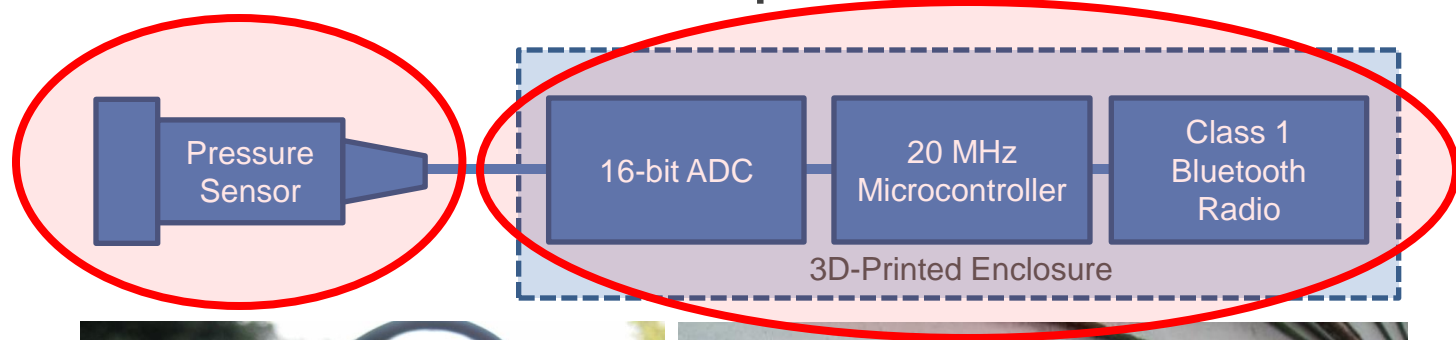 Pressure
Sensor
16-bit ADC
20 MHz
Microcontroller
Class 1
Bluetooth
Radio
3D-Printed Enclosure